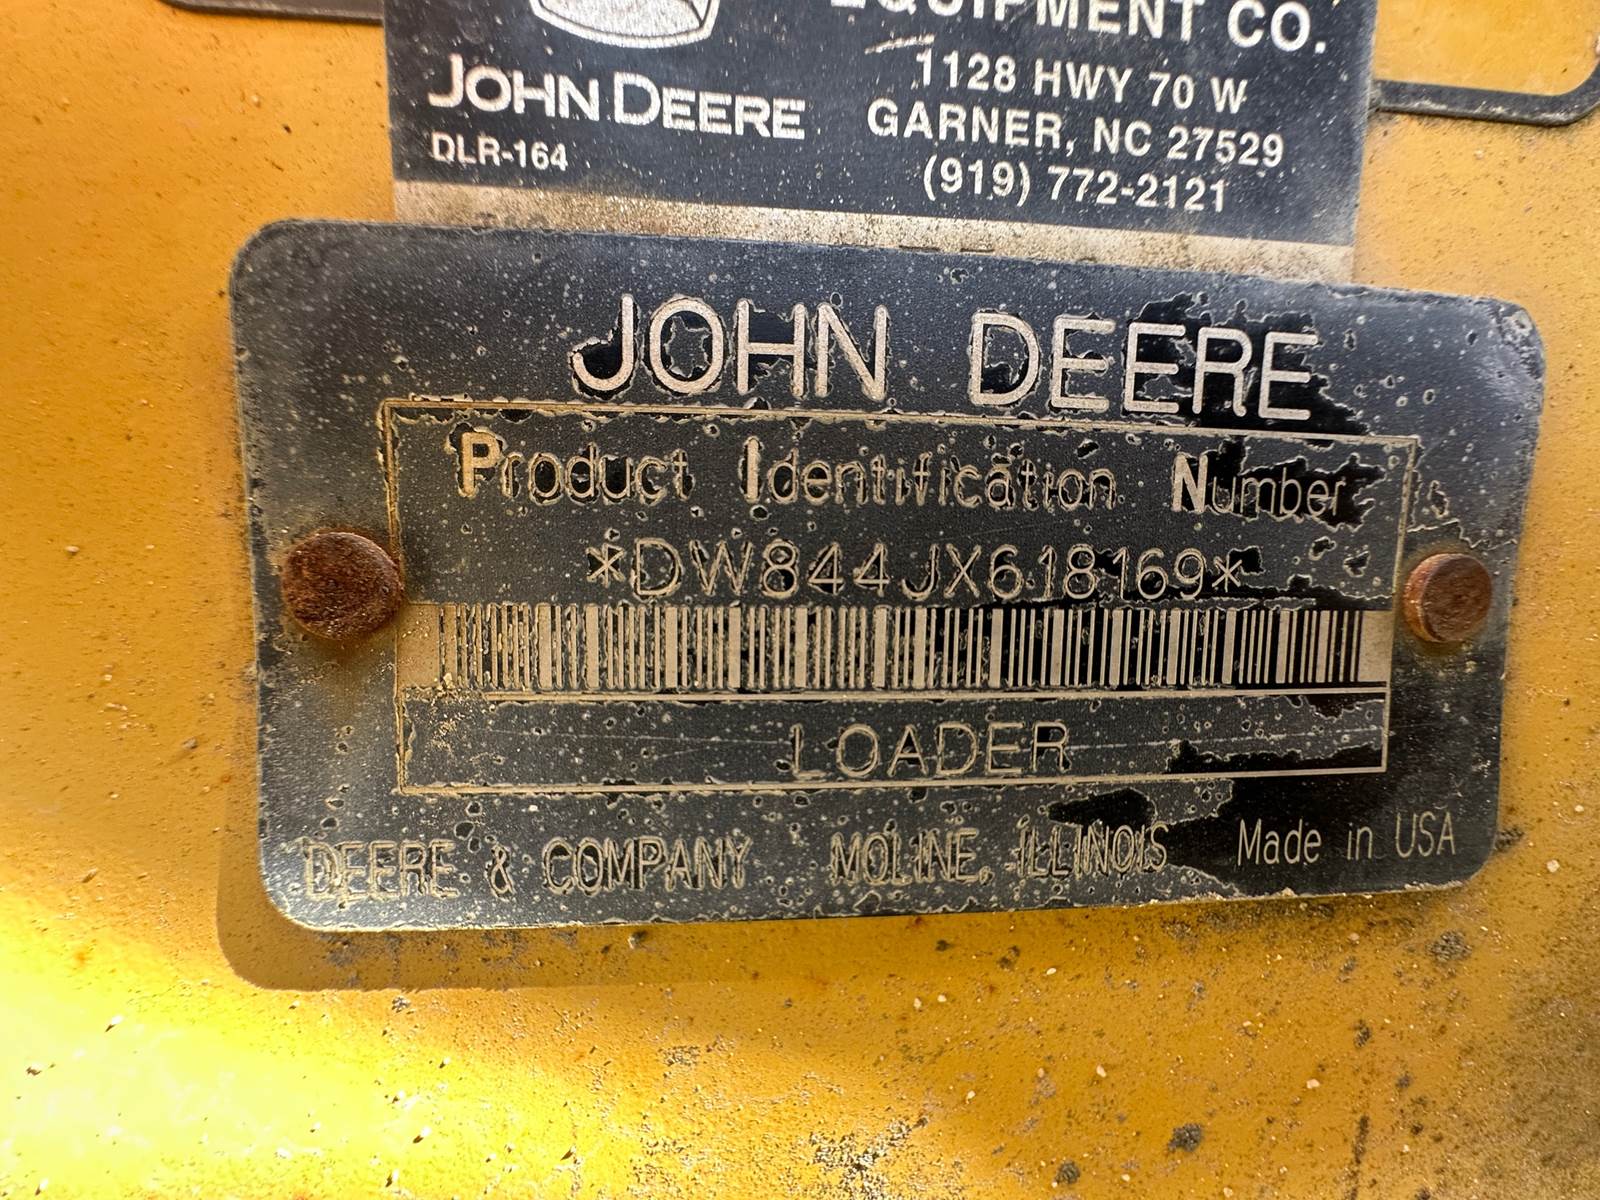 EQUIPMENT CO.
1128 HWY 70 W
GARNER, NC 27529
(919) 772-2121
JOHN DEERE
DLR-164
JOHN DEERE
Product Identification Number
*DW844JX618169*
LOADER
DEERE & COMPANY MOLINE, ILLINOIS Made in USA